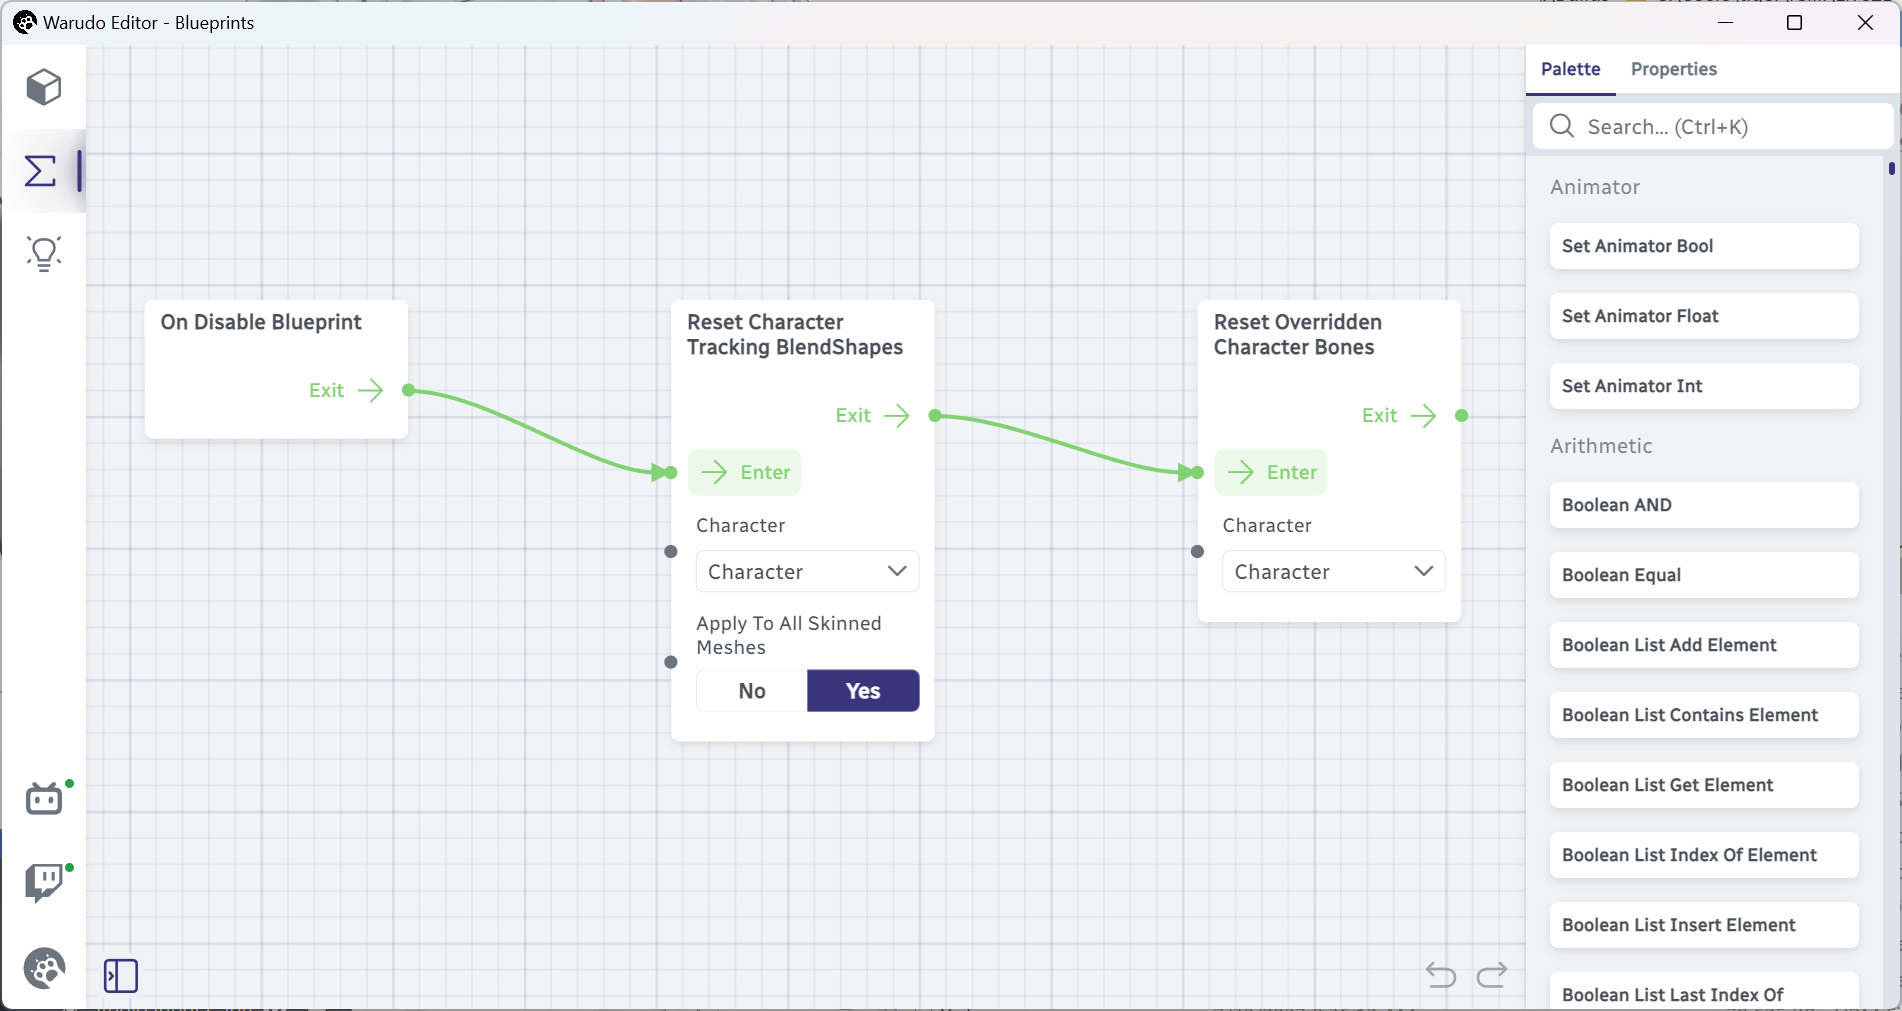 Warudo Editor - Blueprints
Palette
Properties
Search... (Ctrl+K)
Animator
Set Animator Bool
Set Animator Float
Set Animator Int
Arithmetic
Boolean AND
Boolean Equal
Boolean List Add Element
Boolean List Contains Element
Boolean List Get Element
Boolean List Index Of Element
Boolean List Insert Element
Boolean List Last Index Of
On Disable Blueprint
Exit
Reset Character
Tracking BlendShapes
Exit
Enter
Character
Character
Apply To All Skinned
Meshes
No
Yes
Reset Overridden
Character Bones
Exit
Enter
Character
Character